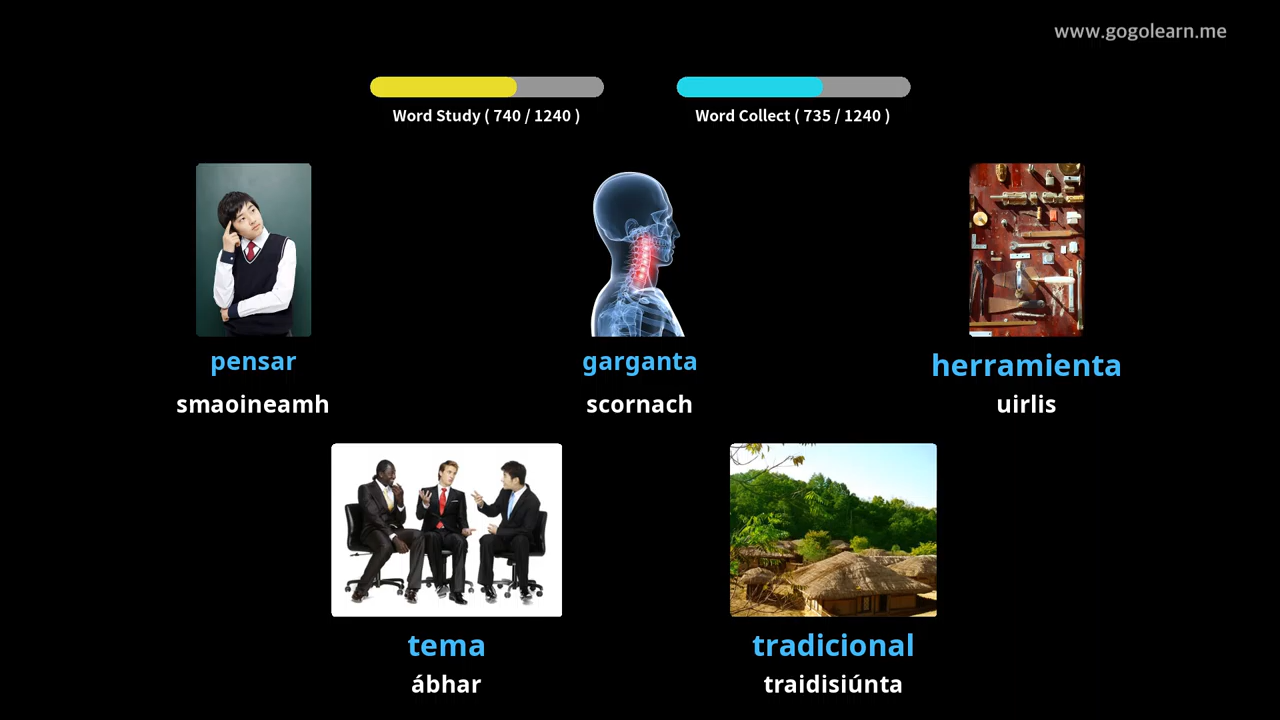 www.gogolearn.me
Word Study ( 740 / 1240 )
Word Collect ( 735 / 1240 )
pensar
smaoineamh
garganta
scornach
herramienta
uirlis
tema
ábhar
tradicional
traidisiúnta